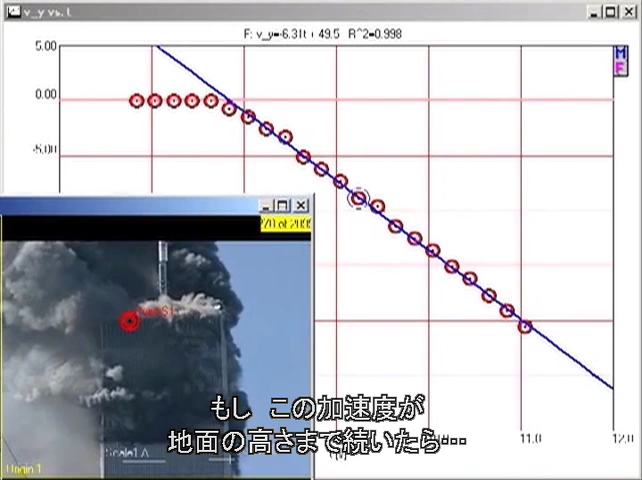 v_y vs. t
F: v_y=-6.31t + 49.5 R^2=0.998
M
F
5.00
0.00
-5.00
11.0
12.0
もし この加速度が
地面の高さまで続いたら…